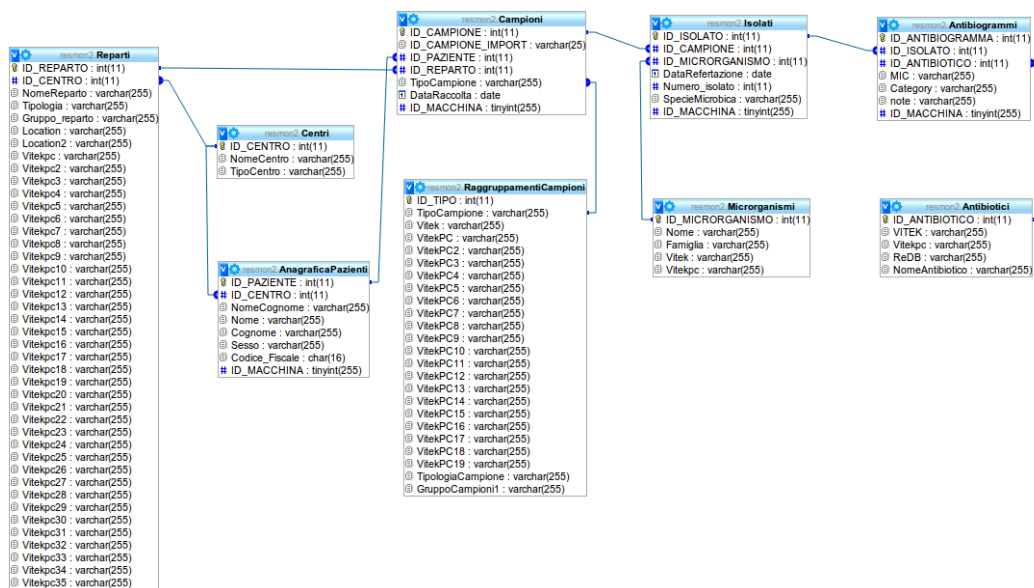 resmon2 Reparti
ID_REPARTO : int(11)
ID_CENTRO : int(11)
NomeReparto : varchar(255)
Tipologia : varchar(255)
Gruppo_reparto : varchar(255)
Location : varchar(255)
Location2 : varchar(255)
Vitekpc : varchar(255)
Vitekpc2 : varchar(255)
Vitekpc3 : varchar(255)
Vitekpc4 : varchar(255)
Vitekpc5 : varchar(255)
Vitekpc6 : varchar(255)
Vitekpc7 : varchar(255)
Vitekpc8 : varchar(255)
Vitekpc9 : varchar(255)
Vitekpc10 : varchar(255)
Vitekpc11 : varchar(255)
Vitekpc12 : varchar(255)
Vitekpc13 : varchar(255)
Vitekpc14 : varchar(255)
Vitekpc15 : varchar(255)
Vitekpc16 : varchar(255)
Vitekpc17 : varchar(255)
Vitekpc18 : varchar(255)
Vitekpc19 : varchar(255)
Vitekpc20 : varchar(255)
Vitekpc21 : varchar(255)
Vitekpc22 : varchar(255)
Vitekpc23 : varchar(255)
Vitekpc24 : varchar(255)
Vitekpc25 : varchar(255)
Vitekpc26 : varchar(255)
Vitekpc27 : varchar(255)
Vitekpc28 : varchar(255)
Vitekpc29 : varchar(255)
Vitekpc30 : varchar(255)
Vitekpc31 : varchar(255)
Vitekpc32 : varchar(255)
Vitekpc33 : varchar(255)
Vitekpc34 : varchar(255)
Vitekpc35 : varchar(255)
resmon2 Centri
ID_CENTRO : int(11)
NomeCentro : varchar(255)
TipoCentro : varchar(255)
resmon2 AnagraficaPazienti
ID_PAZIENTE : int(11)
ID_CENTRO : int(11)
NomeCognome : varchar(255)
Nome : varchar(255)
Cognome : varchar(255)
Sesso : varchar(255)
Codice_Fiscale : char(16)
ID_MACCHINA : tinyint(255)
resmon2 Campioni
ID_CAMPIONE : int(11)
ID_CAMPIONE_IMPORT : varchar(25
ID_PAZIENTE : int(11)
ID_REPARTO : int(11)
TipoCampione : varchar(255)
DataRaccolta : date
ID_MACCHINA : tinyint(255)
resmon2 RaggruppamentiCampioni
ID_TIPO : int(11)
TipoCampione : varchar(255)
Vitek : varchar(255)
VitekPC : varchar(255)
VitekPC2 : varchar(255)
VitekPC3 : varchar(255)
VitekPC4 : varchar(255)
VitekPC5 : varchar(255)
VitekPC6 : varchar(255)
VitekPC7 : varchar(255)
VitekPC8 : varchar(255)
VitekPC9 : varchar(255)
VitekPC10 : varchar(255)
VitekPC11 : varchar(255)
VitekPC12 : varchar(255)
VitekPC13 : varchar(255)
VitekPC14 : varchar(255)
VitekPC15 : varchar(255)
VitekPC16 : varchar(255)
VitekPC17 : varchar(255)
VitekPC18 : varchar(255)
VitekPC19 : varchar(255)
TipologiaCampione : varchar(255)
GruppoCampioni1 : varchar(255)
resmon2 Isolati
ID_ISOLATO : int(11)
ID_CAMPIONE : int(11)
ID_MICRORGANISMO : int(11)
DataRefertazione : date
Numero_isolato : int(11)
SpecieMicrobica : varchar(255)
ID_MACCHINA : tinyint(255)
resmon2 Microrganismi
ID_MICRORGANISMO : int(11)
Nome : varchar(255)
Famiglia : varchar(255)
Vitek : varchar(255)
Vitekpc : varchar(255)
resmon2 Antibiogrammi
ID_ANTIBIOGRAMMA : int(11)
ID_ISOLATO : int(11)
ID_ANTIBIOTICO : int(11)
MIC : varchar(255)
Category : varchar(255)
note : varchar(255)
ID_MACCHINA : tinyint(255)
resmon2 Antibiotici
ID_ANTIBIOTICO : int(11)
VITEK : varchar(255)
Vitekpc : varchar(255)
ReDB : varchar(255)
NomeAntibiotico : varchar(255)